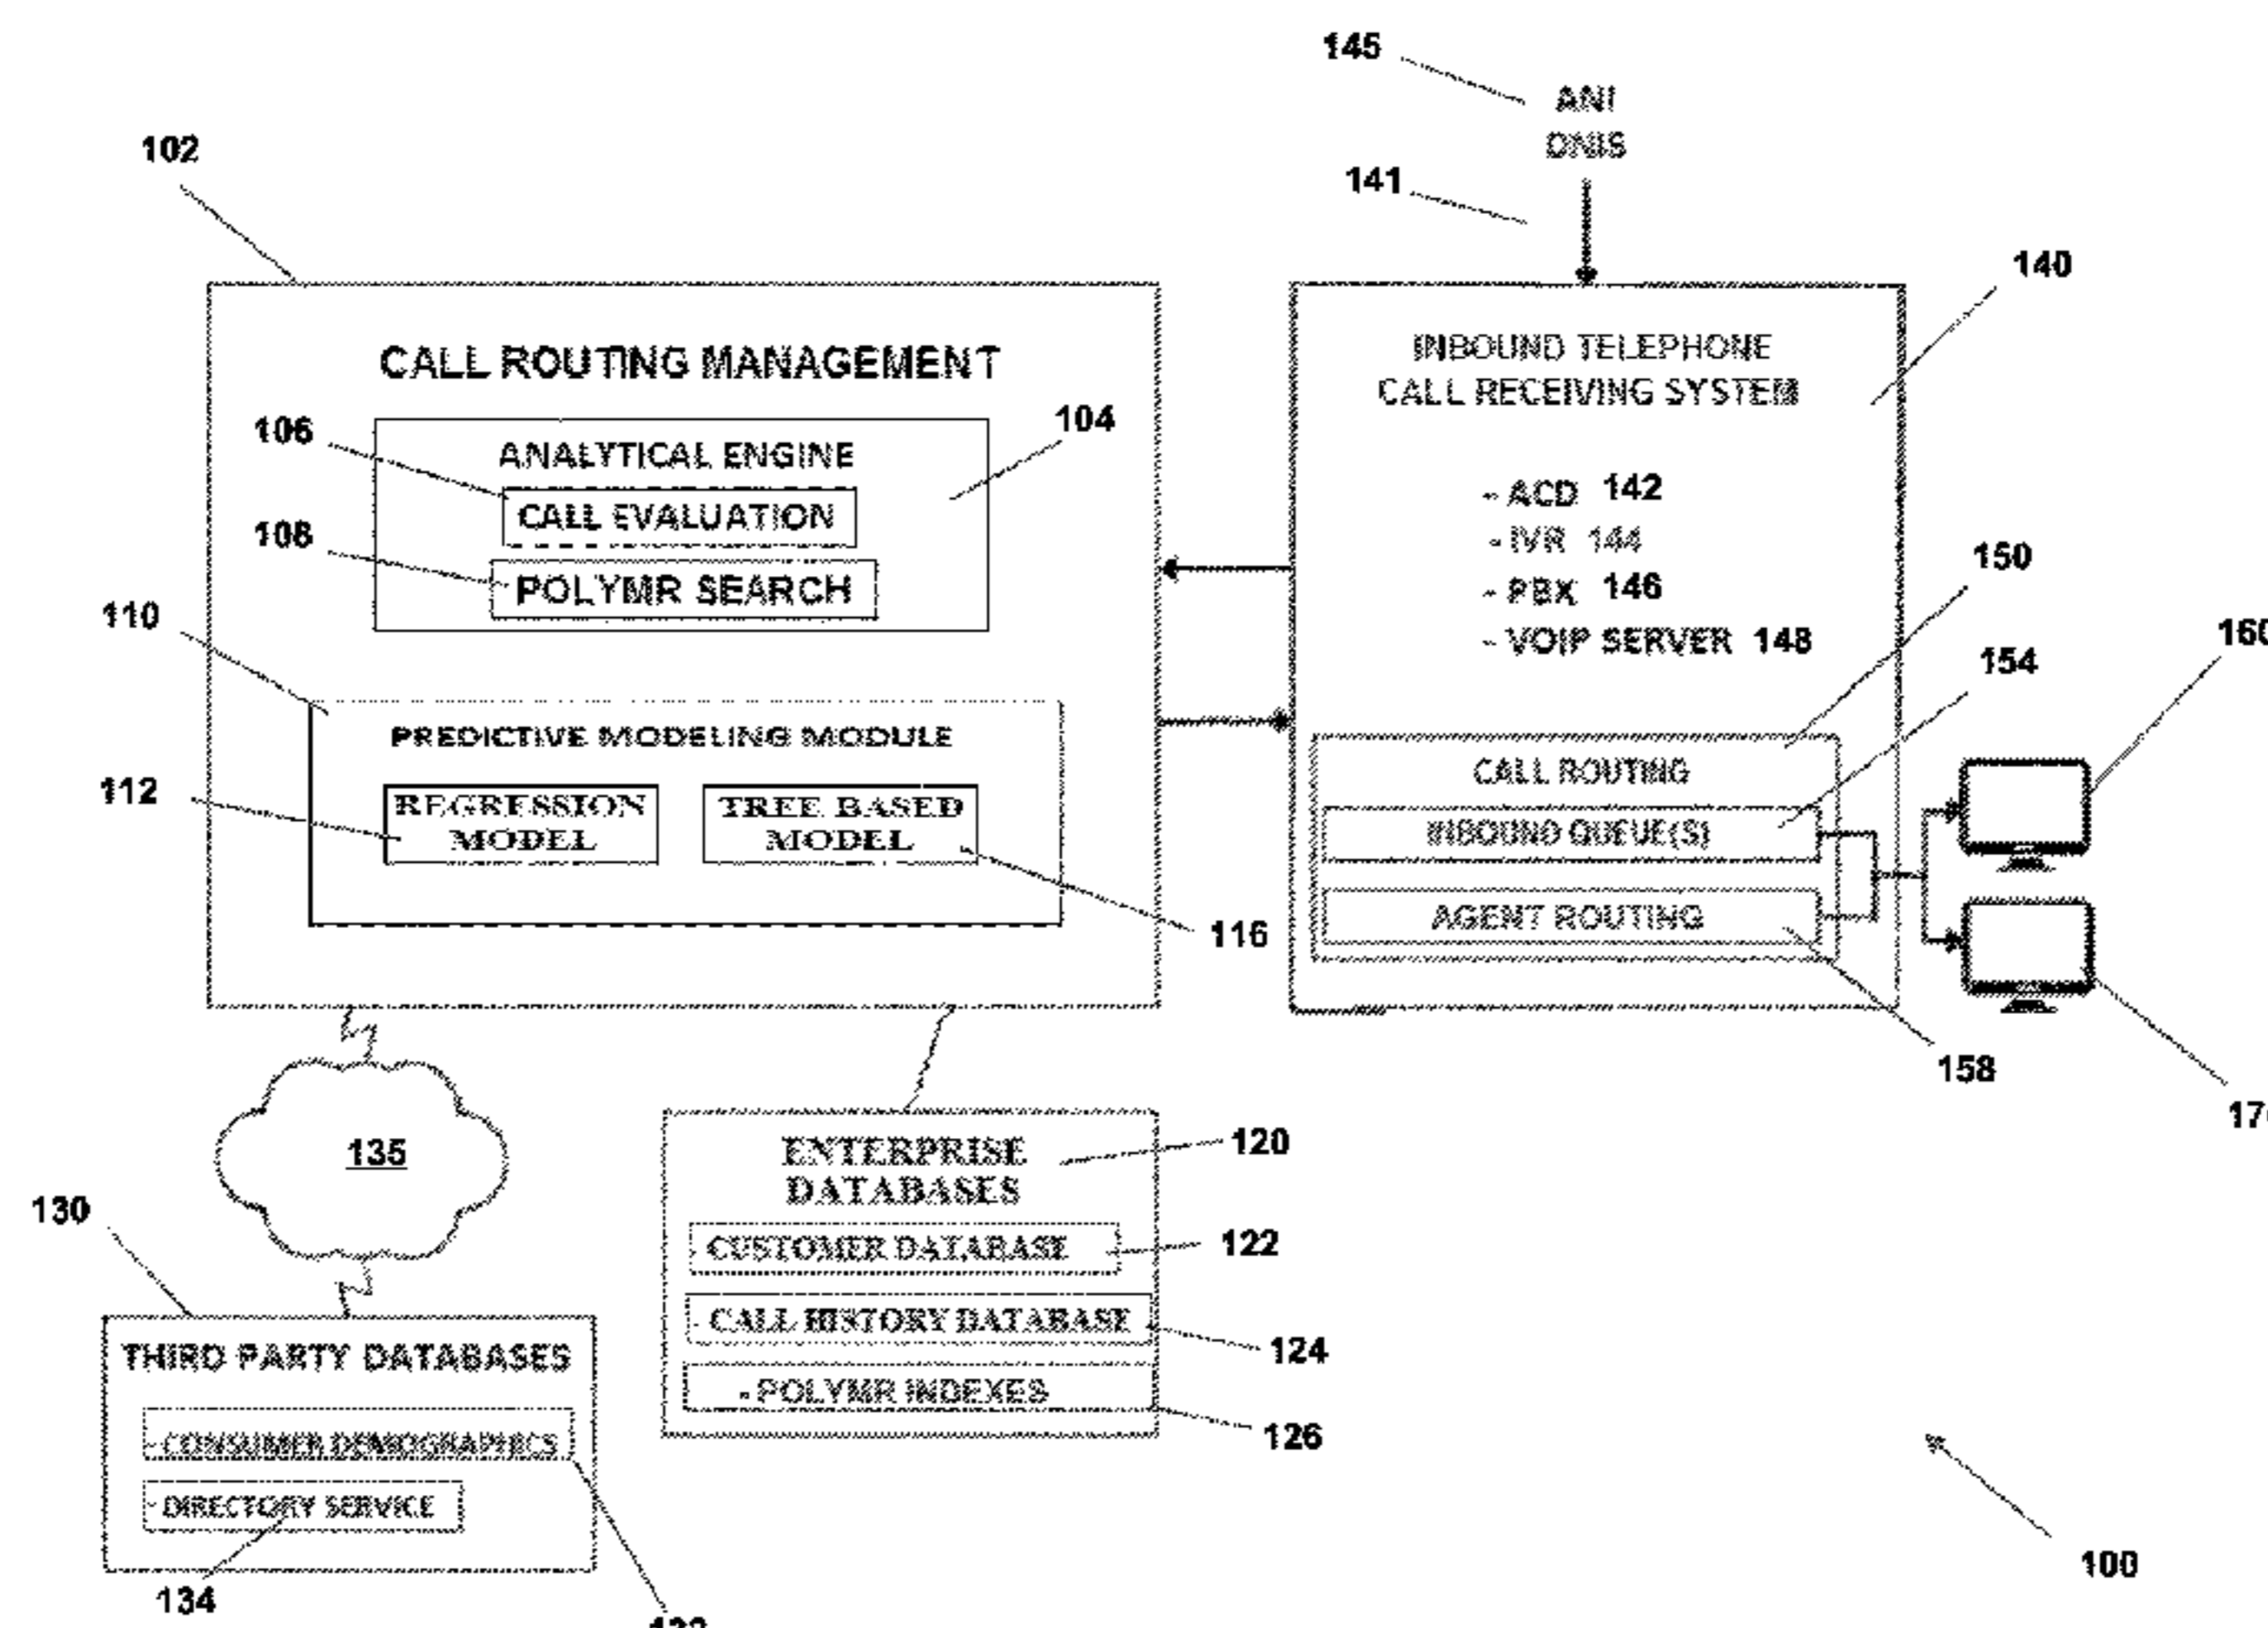 145
ANI
DNIS
102
141
140
CALL ROUTING MANAGEMENT
INBOUND TELEPHONE
CALL RECEIVING SYSTEM
106
104
ANALYTICAL ENGINE
CALL EVALUATION
108
POLYMR SEARCH
- ACD 142
- IVR 144
- PBX 146
- VOIP SERVER 148
150
154
160
110
PREDICTIVE MODELING MODULE
112
REGRESSION
MODEL
TREE BASED
MODEL
116
CALL ROUTING
INBOUND QUEUE(S)
AGENT ROUTING
158
135
130
THIRD PARTY DATABASES
- CONSUMER DEMOGRAPHICS
- DIRECTORY SERVICE
134
ENTERPRISE
DATABASES
120
- CUSTOMER DATABASE
122
- CALL HISTORY DATABASE
124
- POLYMR INDEXES
126
100